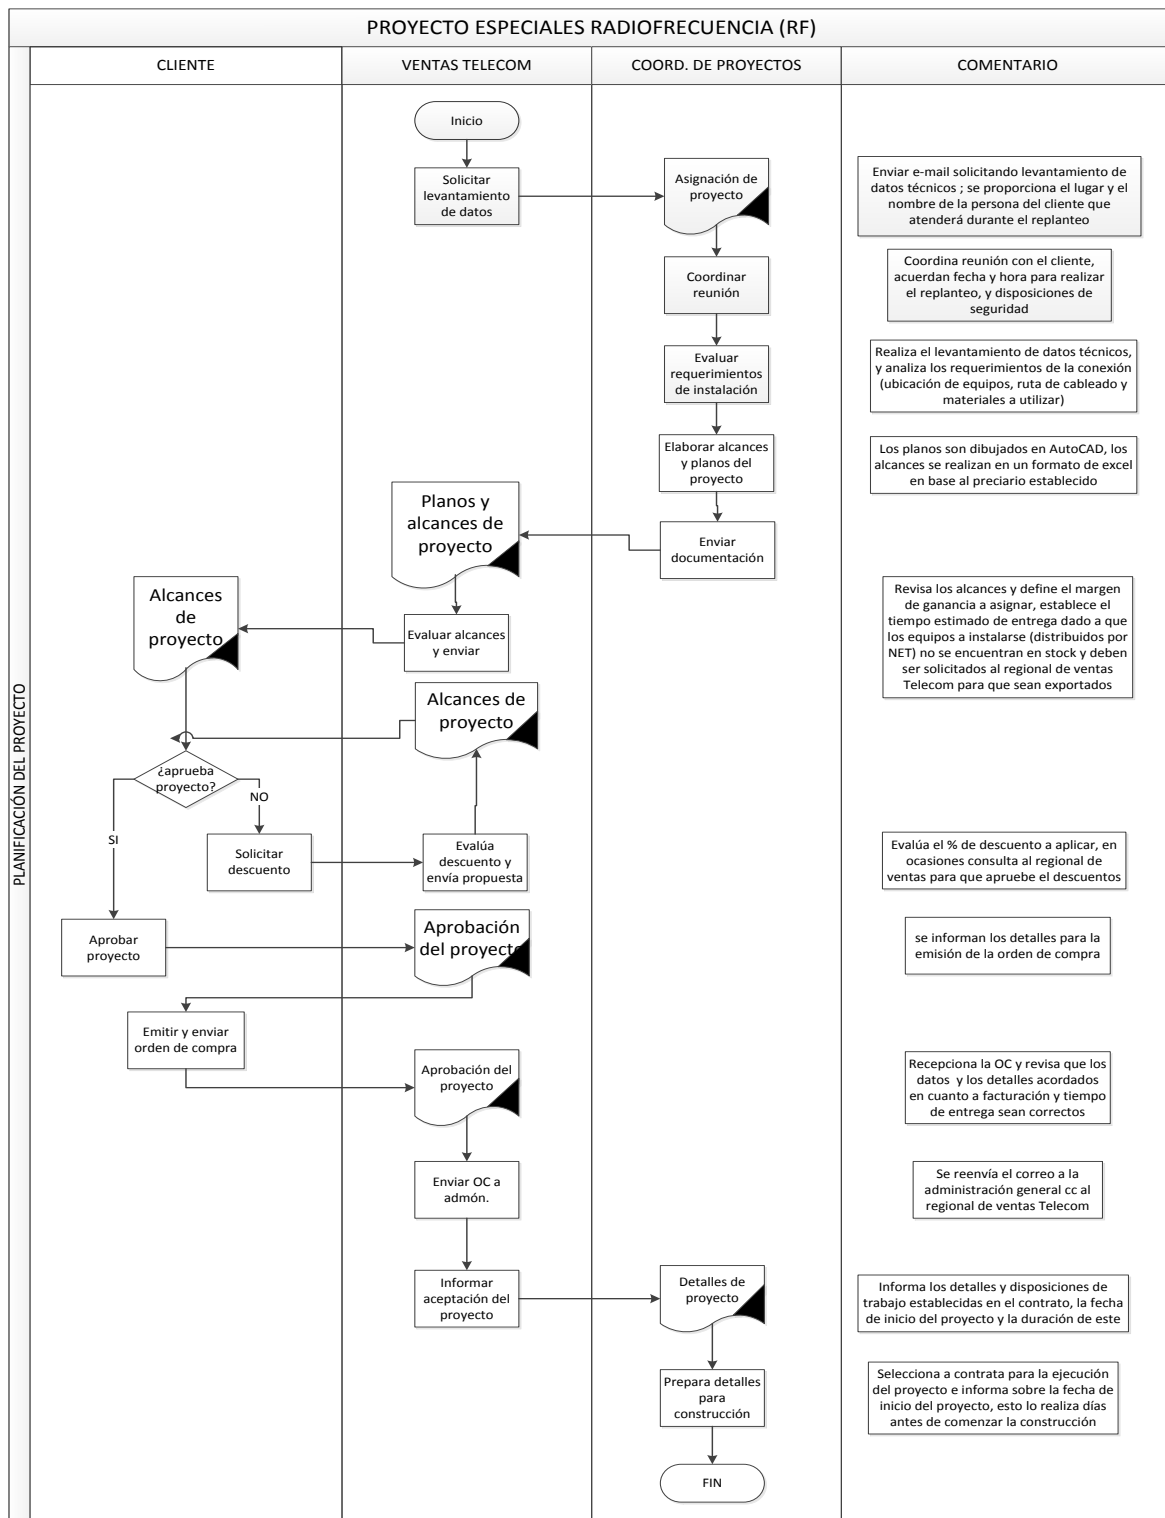 PROYECTO ESPECIALES RADIOFRECUENCIA (RF)
CLIENTE
VENTAS TELECOM
COORD. DE PROYECTOS
COMENTARIO
PLANIFICACIÓN DEL PROYECTO
Inicio
Solicitar
levantamiento
de datos
Asignación de
proyecto
Enviar e-mail solicitando levantamiento de
datos técnicos ; se proporciona el lugar y el
nombre de la persona del cliente que
atenderá durante el replanteo
Coordinar
reunión
Coordina reunión con el cliente,
acuerdan fecha y hora para realizar
el replanteo, y disposiciones de
seguridad
Evaluar
requerimientos
de instalación
Realiza el levantamiento de datos técnicos,
y analiza los requerimientos de la conexión
(ubicación de equipos, ruta de cableado y
materiales a utilizar)
Elaborar alcances
y planos del
proyecto
Los planos son dibujados en AutoCAD, los
alcances se realizan en un formato de excel
en base al preciario establecido
Planos y
alcances de
proyecto
Enviar
documentación
Alcances
de
proyecto
Evaluar alcances
y enviar
Revisa los alcances y define el margen
de ganancia a asignar, establece el
tiempo estimado de entrega dado a que
los equipos a instalarse (distribuidos por
NET) no se encuentran en stock y deben
ser solicitados al regional de ventas
Telecom para que sean exportados
Alcances de
proyecto
¿aprueba
proyecto?
NO
SI
Solicitar
descuento
Evalúa
descuento y
envía propuesta
Evalúa el % de descuento a aplicar, en
ocasiones consulta al regional de
ventas para que apruebe el descuentos
Aprobar
proyecto
Aprobación
del proyecto
se informan los detalles para la
emisión de la orden de compra
Emitir y enviar
orden de compra
Aprobación del
proyecto
Recepciona la OC y revisa que los
datos y los detalles acordados
en cuanto a facturación y tiempo
de entrega sean correctos
Enviar OC a
admón.
Se reenvía el correo a la
administración general cc al
regional de ventas Telecom
Informar
aceptación del
proyecto
Detalles de
proyecto
Informa los detalles y disposiciones de
trabajo establecidas en el contrato, la fecha
de inicio del proyecto y la duración de este
Prepara detalles
para
construcción
Selecciona a contrata para la ejecución
del proyecto e informa sobre la fecha de
inicio del proyecto, esto lo realiza días
antes de comenzar la construcción
FIN